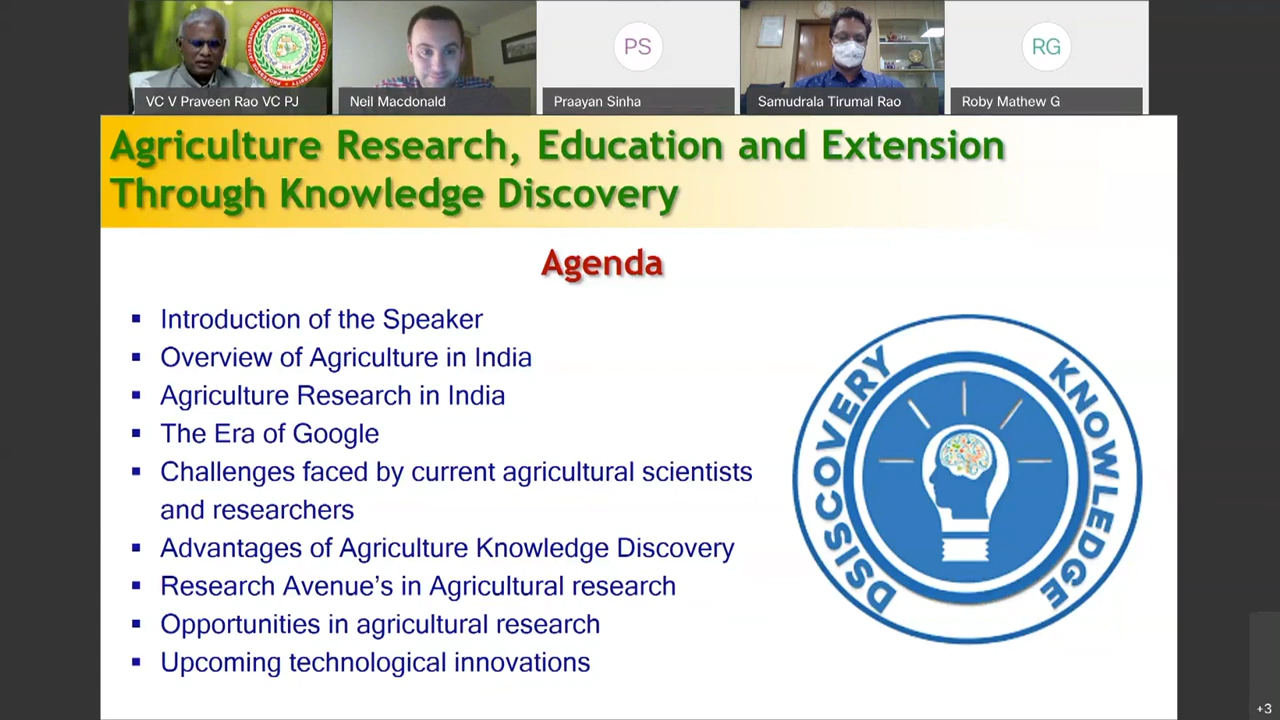 VC V Praveen Rao VC PJ
Neil Macdonald
PS
Praayan Sinha
Samudrala Tirumal Rao
RG
Roby Mathew G
Agriculture Research, Education and Extension
Through Knowledge Discovery
Agenda
▪ Introduction of the Speaker
▪ Overview of Agriculture in India
▪ Agriculture Research in India
▪ The Era of Google
▪ Challenges faced by current agricultural scientists
and researchers
▪ Advantages of Agriculture Knowledge Discovery
▪ Research Avenue's in Agricultural research
▪ Opportunities in agricultural research
▪ Upcoming technological innovations
DSISCOVERY
KNOWLEDGE
+3